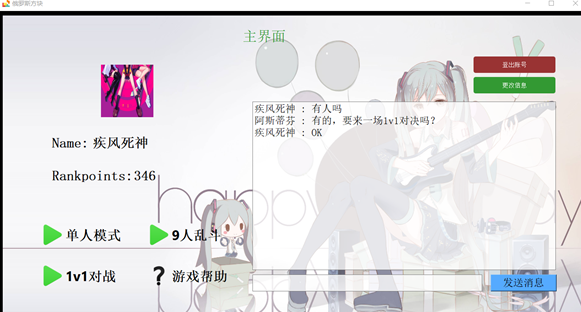 俄罗斯方块
主界面
登出账号
更改信息
疾风死神 : 有人吗
阿斯蒂芬 : 有的, 要来一场1v1对决吗?
疾风死神 : OK
Name: 疾风死神
Rankpoints:346
单人模式
9人乱斗
1v1对战
? 游戏帮助
发送消息